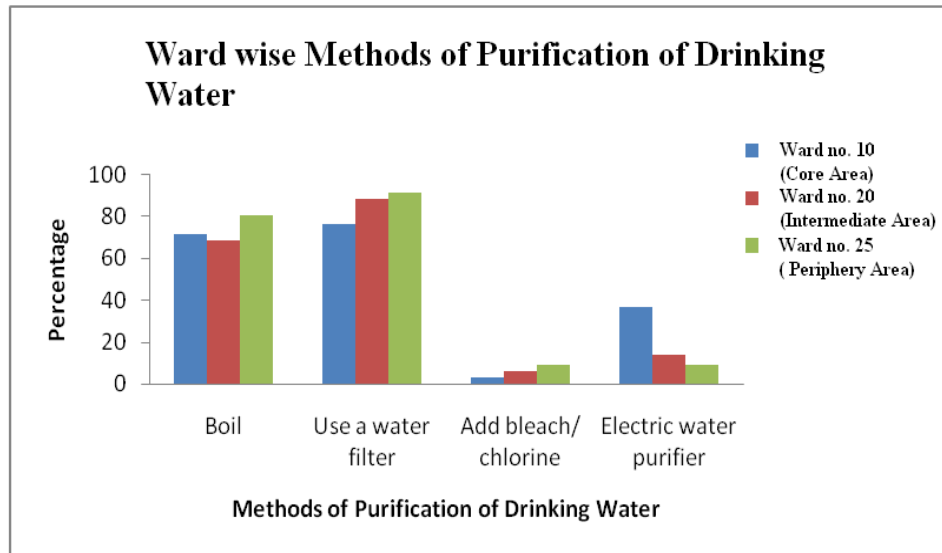 Ward wise Methods of Purification of Drinking
Water
Ward no. 10
(Core Area)
Ward no. 20
(Intermediate Area)
Ward no. 25
( Periphery Area)
Percentage
100
80
60
40
20
0
Boil
Use a water
filter
Add bleach/
chlorine
Electric water
purifier
Methods of Purification of Drinking Water